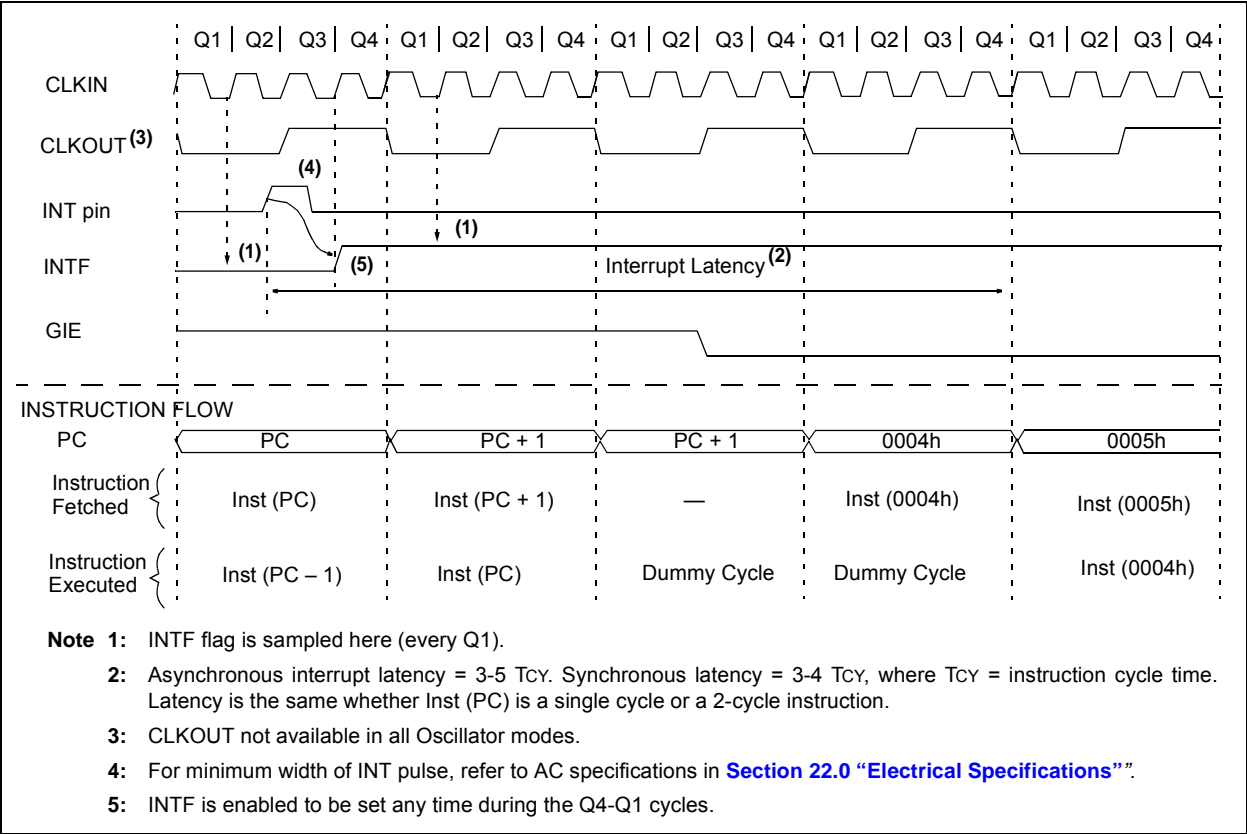 Q1 Q2 Q3 Q4 Q1 Q2 Q3 Q4 Q1 Q2 Q3 Q4 Q1 Q2 Q3 Q4 Q1 Q2 Q3 Q4
CLKIN
CLKOUT(3)
(4)
INT pin
(1) (1)
INTF (5) Interrupt Latency(2)
GIE
INSTRUCTION FLOW
PC PC PC + 1 PC + 1 0004h 0005h
Instruction
Fetched Inst (PC) Inst (PC + 1) — Inst (0004h) Inst (0005h)
Instruction
Executed Inst (PC – 1) Inst (PC) Dummy Cycle Dummy Cycle Inst (0004h)
Note 1: INTF flag is sampled here (every Q1).
2: Asynchronous interrupt latency = 3-5 TCY. Synchronous latency = 3-4 TCY, where TCY = instruction cycle time.
Latency is the same whether Inst (PC) is a single cycle or a 2-cycle instruction.
3: CLKOUT not available in all Oscillator modes.
4: For minimum width of INT pulse, refer to AC specifications in Section 22.0 “Electrical Specifications””.
5: INTF is enabled to be set any time during the Q4-Q1 cycles.